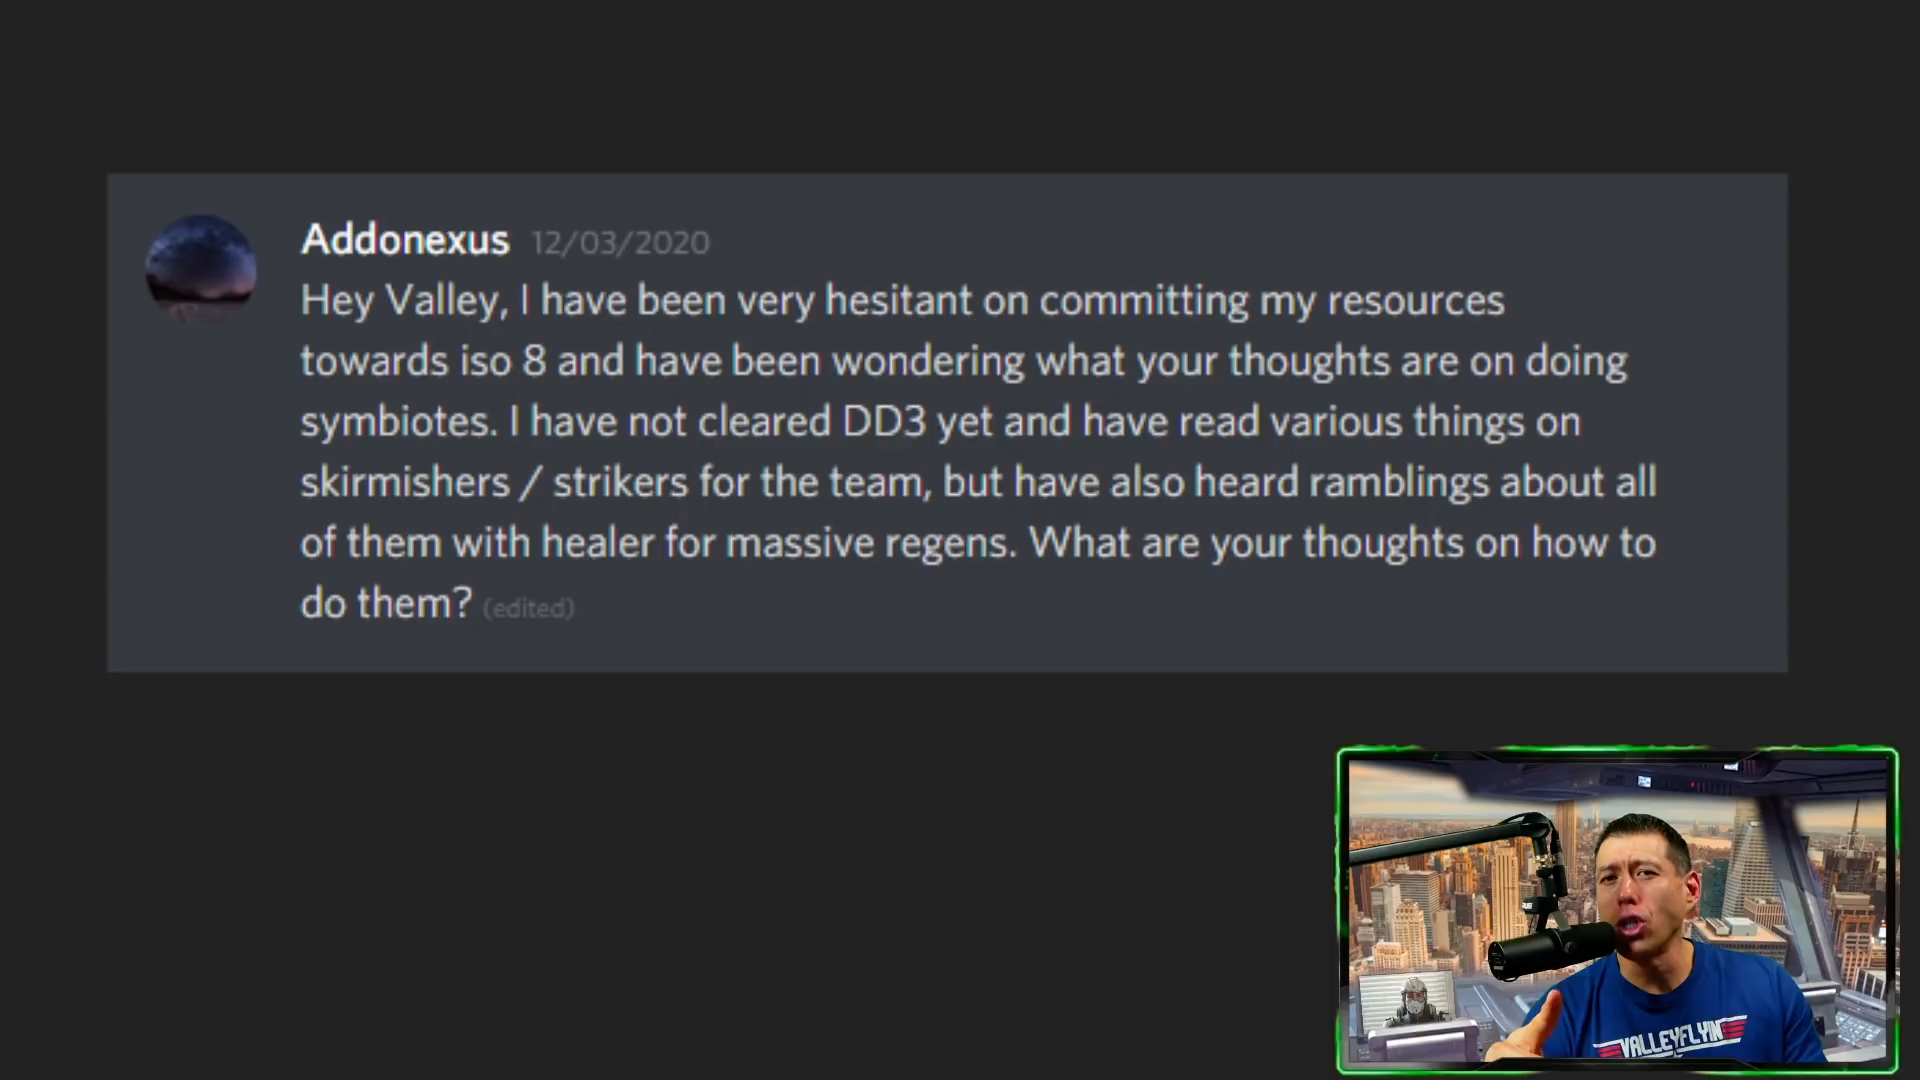 Addonexus 12/03/2020
Hey Valley, I have been very hesitant on committing my resources
towards iso 8 and have been wondering what your thoughts are on doing
symbiotes. I have not cleared DD3 yet and have read various things on
skirmishers / strikers for the team, but have also heard ramblings about all
of them with healer for massive regens. What are your thoughts on how to
do them? (edited)
VALLEYFLYIN